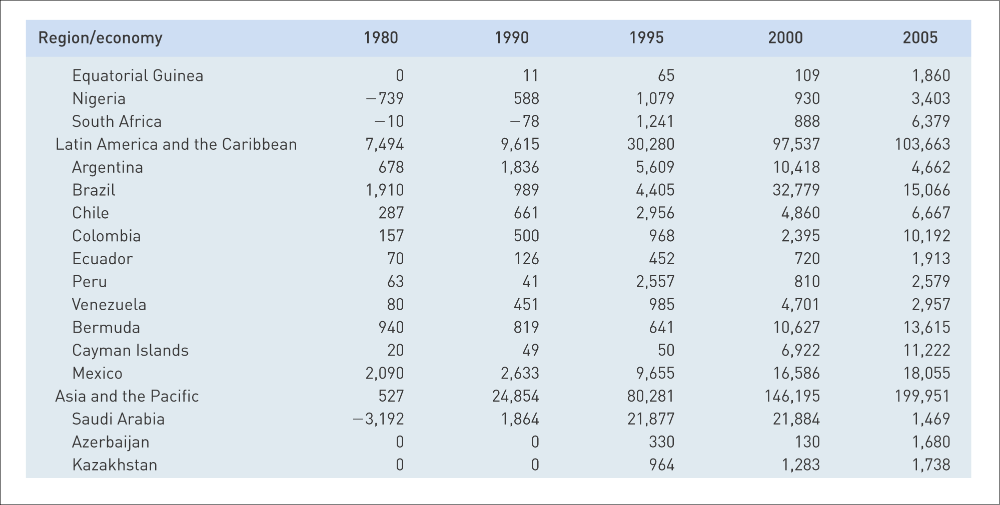 Region/economy 1980 1990 1995 2000 2005
Equatorial Guinea 0 11 65 109 1,860
Nigeria −739 588 1,079 930 3,403
South Africa −10 −78 1,241 888 6,379
Latin America and the Caribbean 7,494 9,615 30,280 97,537 103,663
Argentina 678 1,836 5,609 10,418 4,662
Brazil 1,910 989 4,405 32,779 15,066
Chile 287 661 2,956 4,860 6,667
Colombia 157 500 968 2,395 10,192
Ecuador 70 126 452 720 1,913
Peru 63 41 2,557 810 2,579
Venezuela 80 451 985 4,701 2,957
Bermuda 940 819 641 10,627 13,615
Cayman Islands 20 49 50 6,922 11,222
Mexico 2,090 2,633 9,655 16,586 18,055
Asia and the Pacific 527 24,854 80,281 146,195 199,951
Saudi Arabia −3,192 1,864 21,877 21,884 1,469
Azerbaijan 0 0 330 130 1,680
Kazakhstan 0 0 964 1,283 1,738